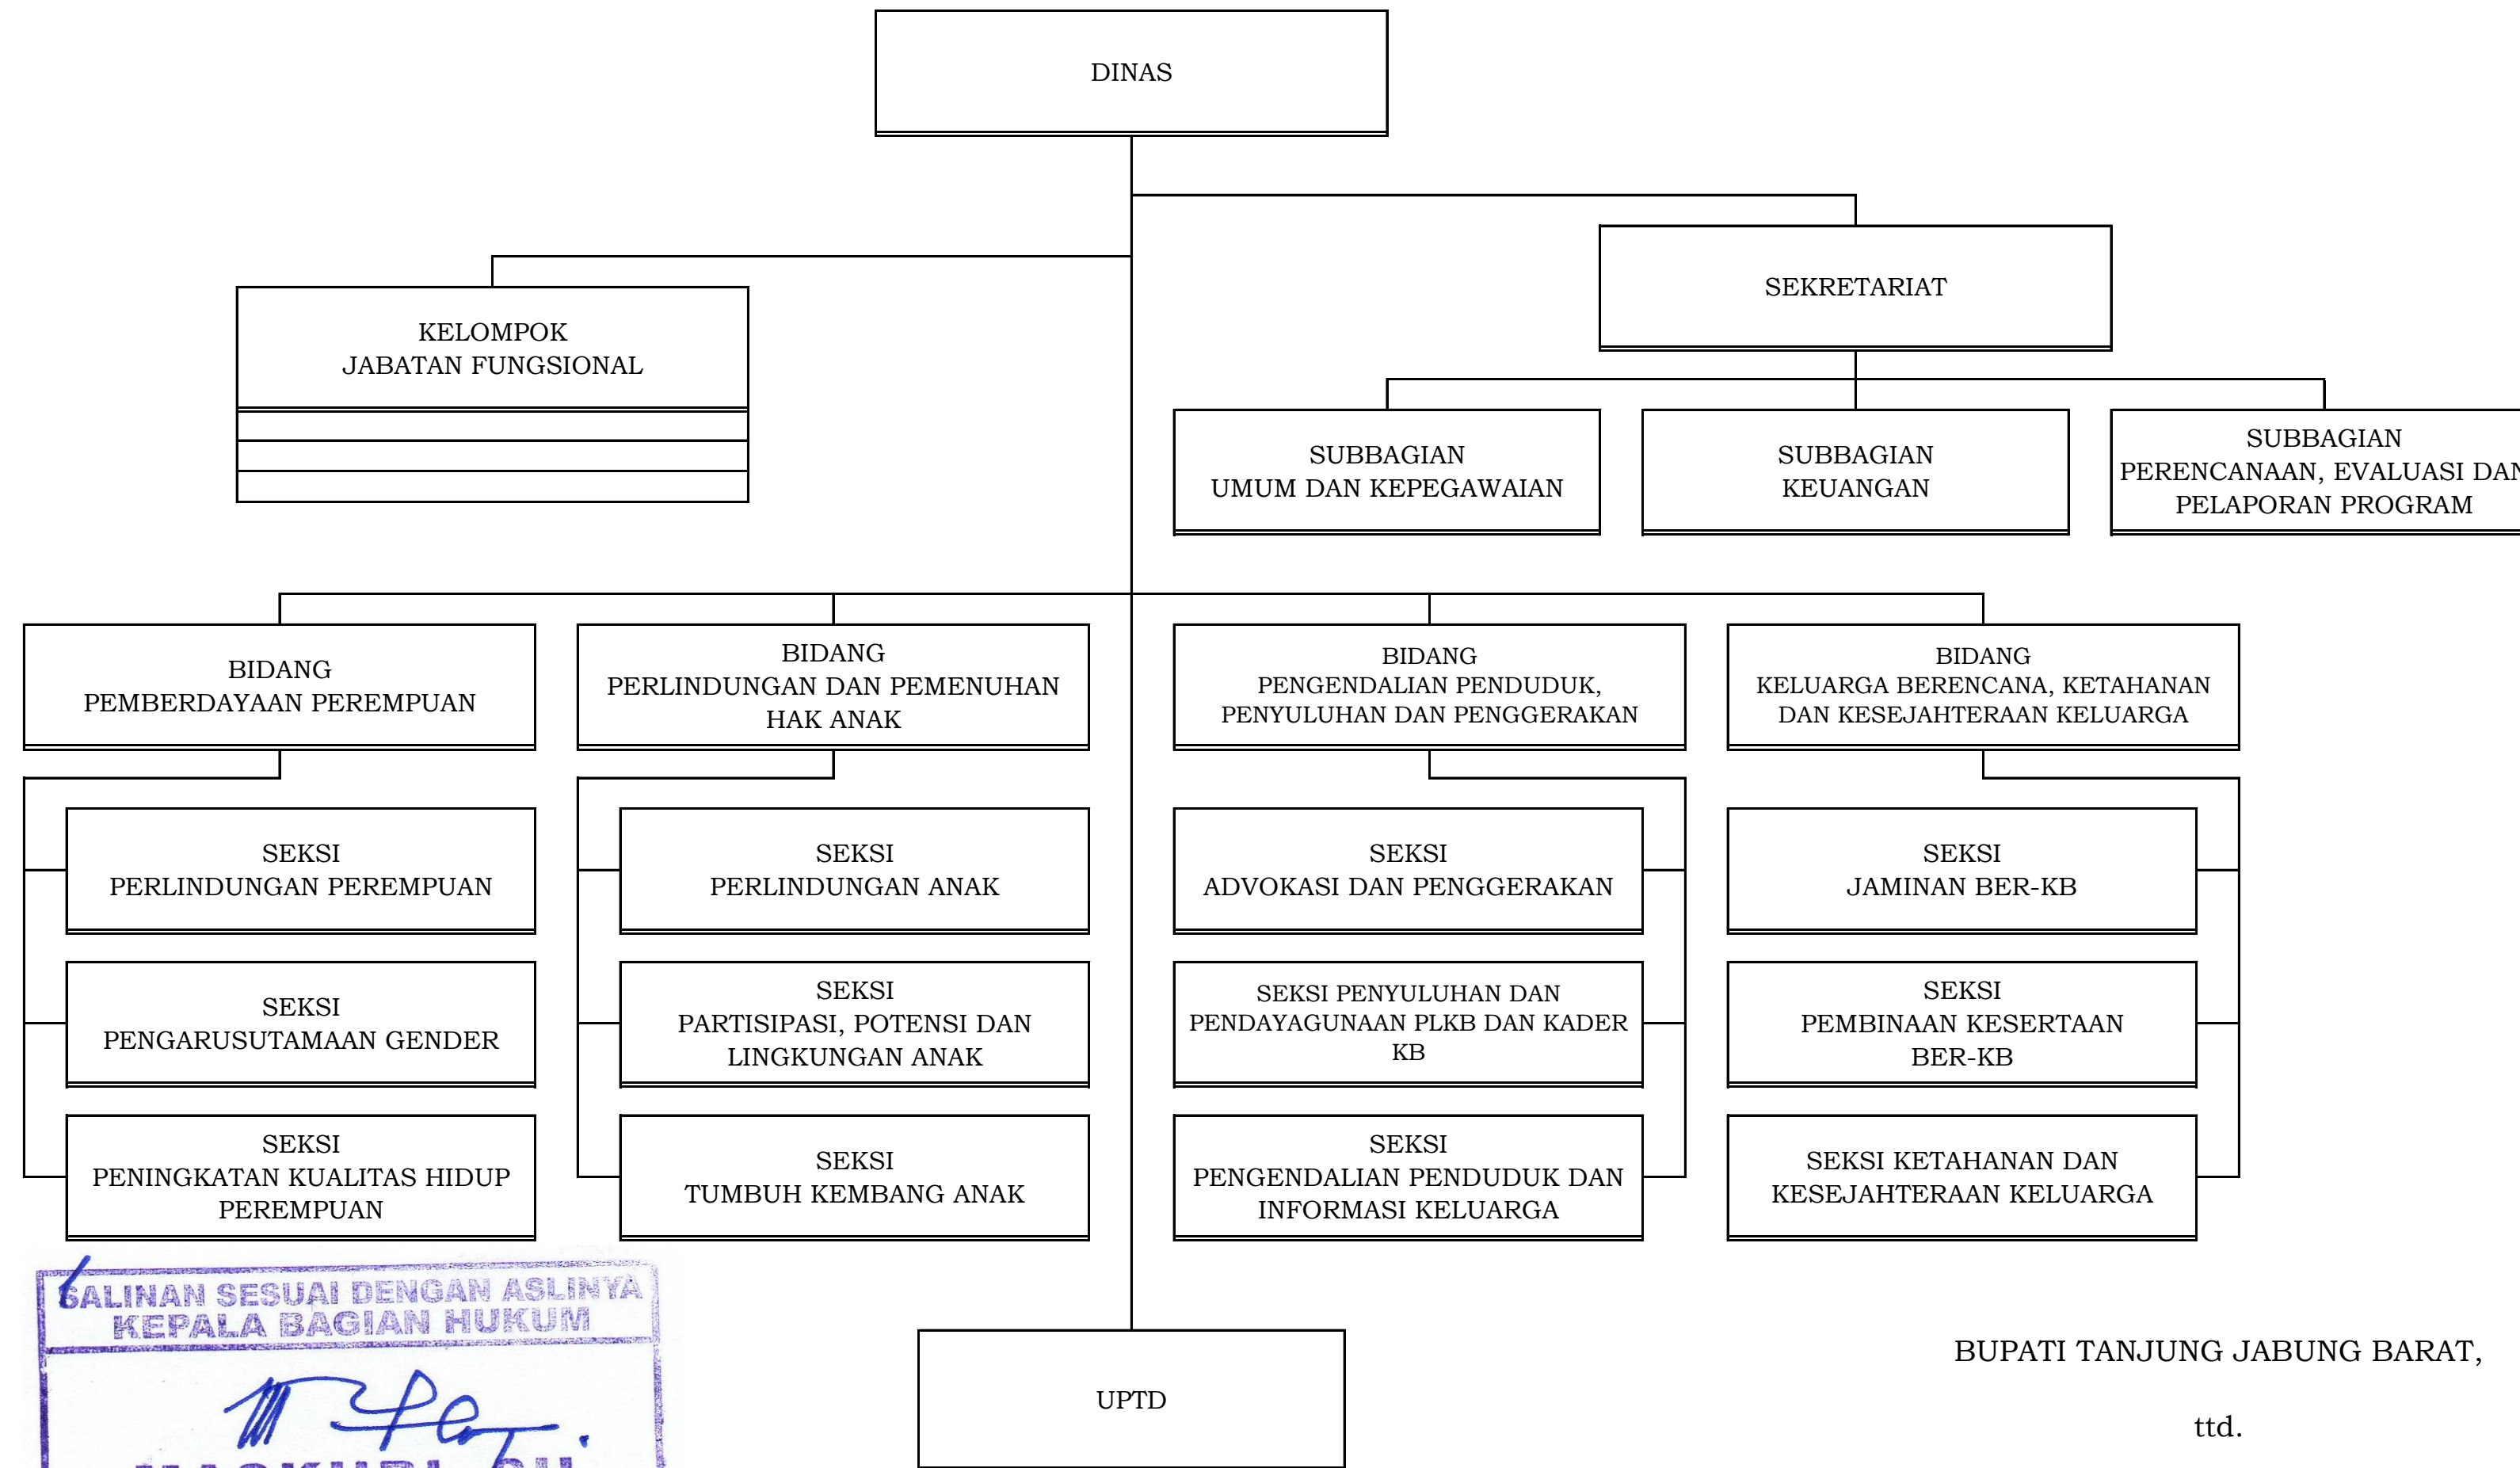 DINAS
SEKRETARIAT
KELOMPOK
JABATAN FUNGSIONAL
SUBBAGIAN
UMUM DAN KEPEGAWAIAN
SUBBAGIAN
KEUANGAN
SUBBAGIAN
PERENCANAAN, EVALUASI DAN
PELAPORAN PROGRAM
BIDANG
PEMBERDAYAAN PEREMPUAN
BIDANG
PERLINDUNGAN DAN PEMENUHAN
HAK ANAK
BIDANG
PENGENDALIAN PENDUDUK,
PENYULUHAN DAN PENGGERAKAN
BIDANG
KELUARGA BERENCANA, KETAHANAN
DAN KESEJAHTERAAN KELUARGA
SEKSI
PERLINDUNGAN PEREMPUAN
SEKSI
PERLINDUNGAN ANAK
SEKSI
ADVOKASI DAN PENGGERAKAN
SEKSI
JAMINAN BER-KB
SEKSI
PENGARUSUTAMAAN GENDER
SEKSI
PARTISIPASI, POTENSI DAN
LINGKUNGAN ANAK
SEKSI PENYULUHAN DAN
PENDAYAGUNAAN PLKB DAN KADER
KB
SEKSI
PEMBINAAN KESERTAAN
BER-KB
SEKSI
PENINGKATAN KUALITAS HIDUP
PEREMPUAN
SEKSI
TUMBUH KEMBANG ANAK
SEKSI
PENGENDALIAN PENDUDUK DAN
INFORMASI KELUARGA
SEKSI KETAHANAN DAN
KESEJAHTERAAN KELUARGA
SALINAN SESUAI DENGAN ASLINYA
KEPALA BAGIAN HUKUM
UPTD
BUPATI TANJUNG JABUNG BARAT,
ttd.